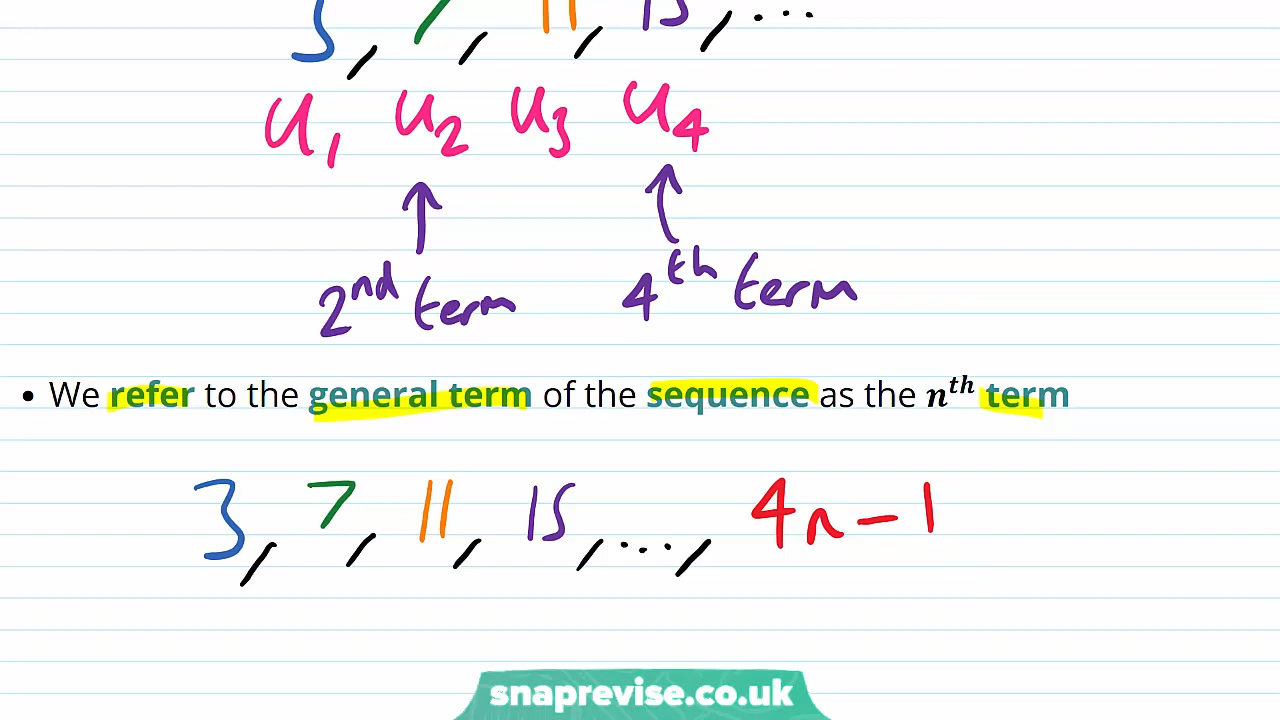 3, 7, 11, 15, ...
u₁ u₂ u₃ u₄
2nd term 4th term
• We refer to the general term of the sequence as the nᵗʰ term
3, 7, 11, 15, ..., 4n - 1
snaprevise.co.uk